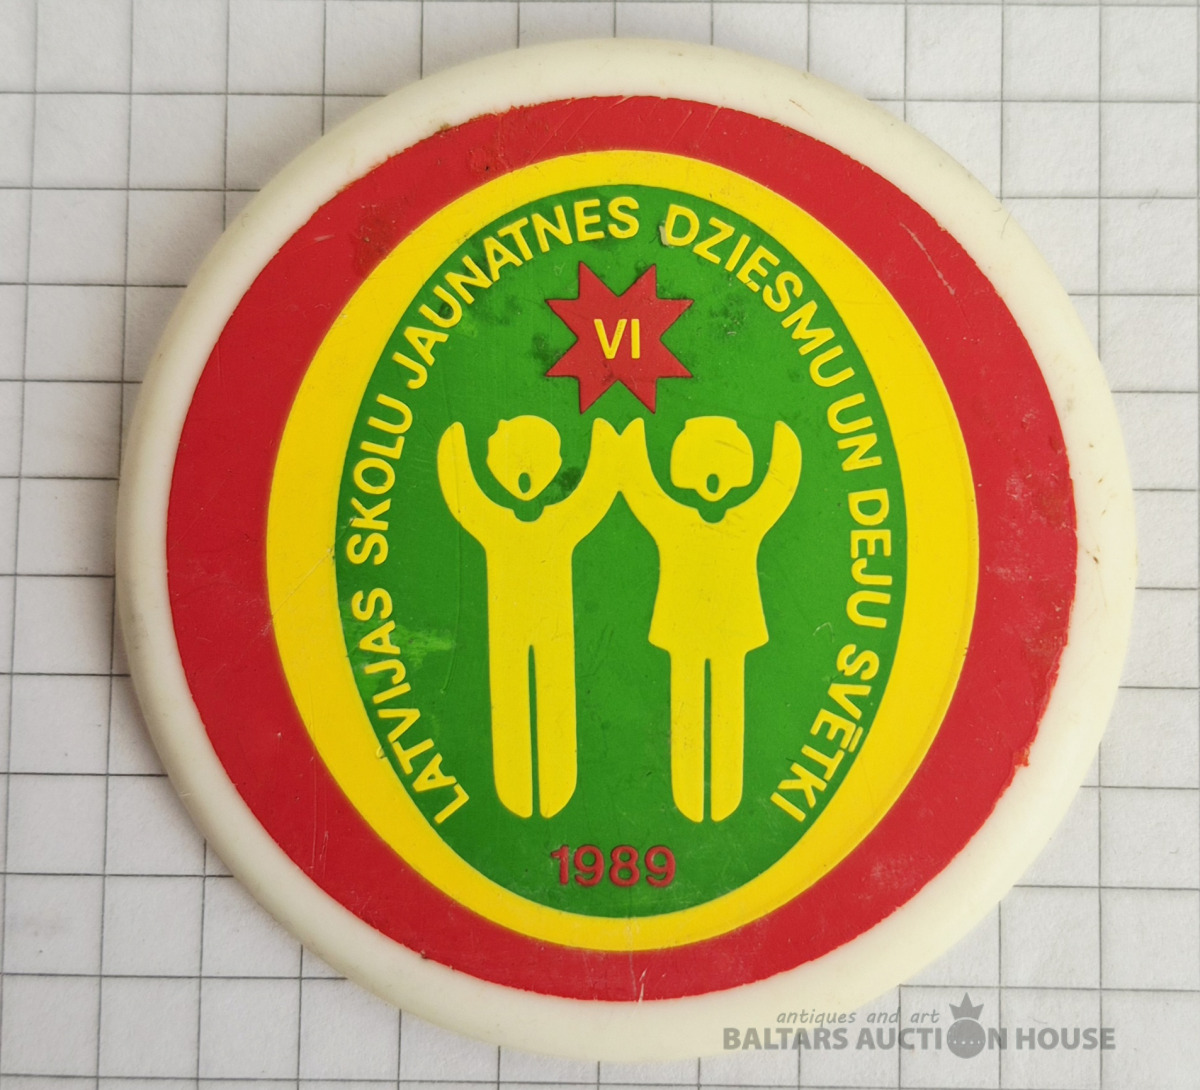 LATVIJAS SKOLU JAUNATNES DZIESMU UN DEJU SVĒTKI
VI
1989
antiques and art
BALTARS AUCTION HOUSE